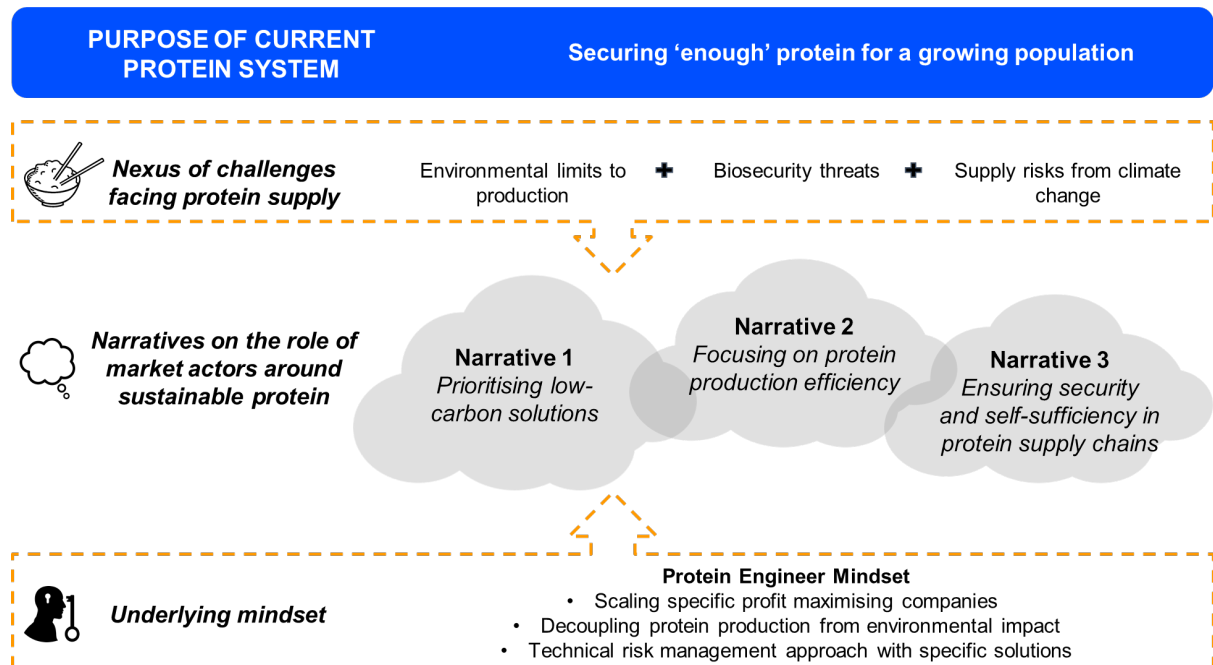 PURPOSE OF CURRENT
PROTEIN SYSTEM
Securing ‘enough’ protein for a growing population
Nexus of challenges
facing protein supply
Environmental limits to
production
Biosecurity threats
Supply risks from climate
change
Narratives on the role of
market actors around
sustainable protein
Narrative 1
Prioritising low-
carbon solutions
Narrative 2
Focusing on protein
production efficiency
Narrative 3
Ensuring security
and self-sufficiency in
protein supply chains
Underlying mindset
Protein Engineer Mindset
• Scaling specific profit maximising companies
• Decoupling protein production from environmental impact
• Technical risk management approach with specific solutions